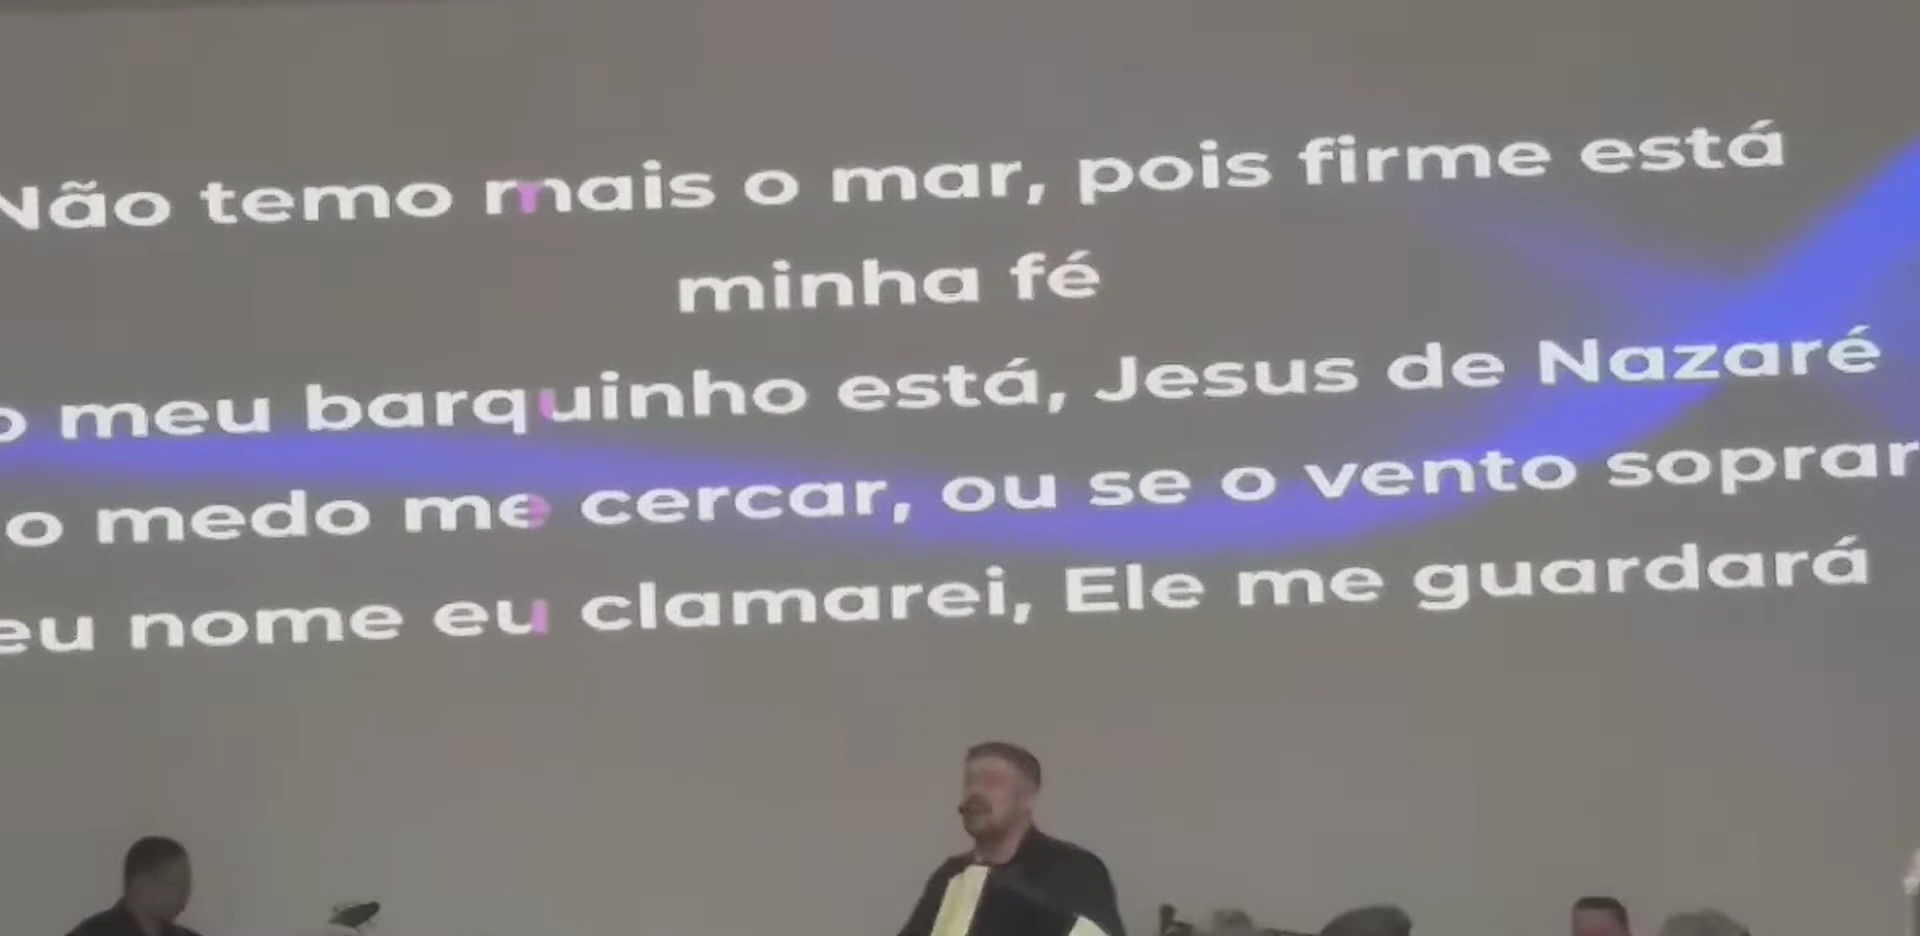 Não temo mais o mar, pois firme está
minha fé
meu barquinho está, Jesus de Nazaré
o medo me cercar, ou se o vento soprar
nome eu clamarei, Ele me guardará